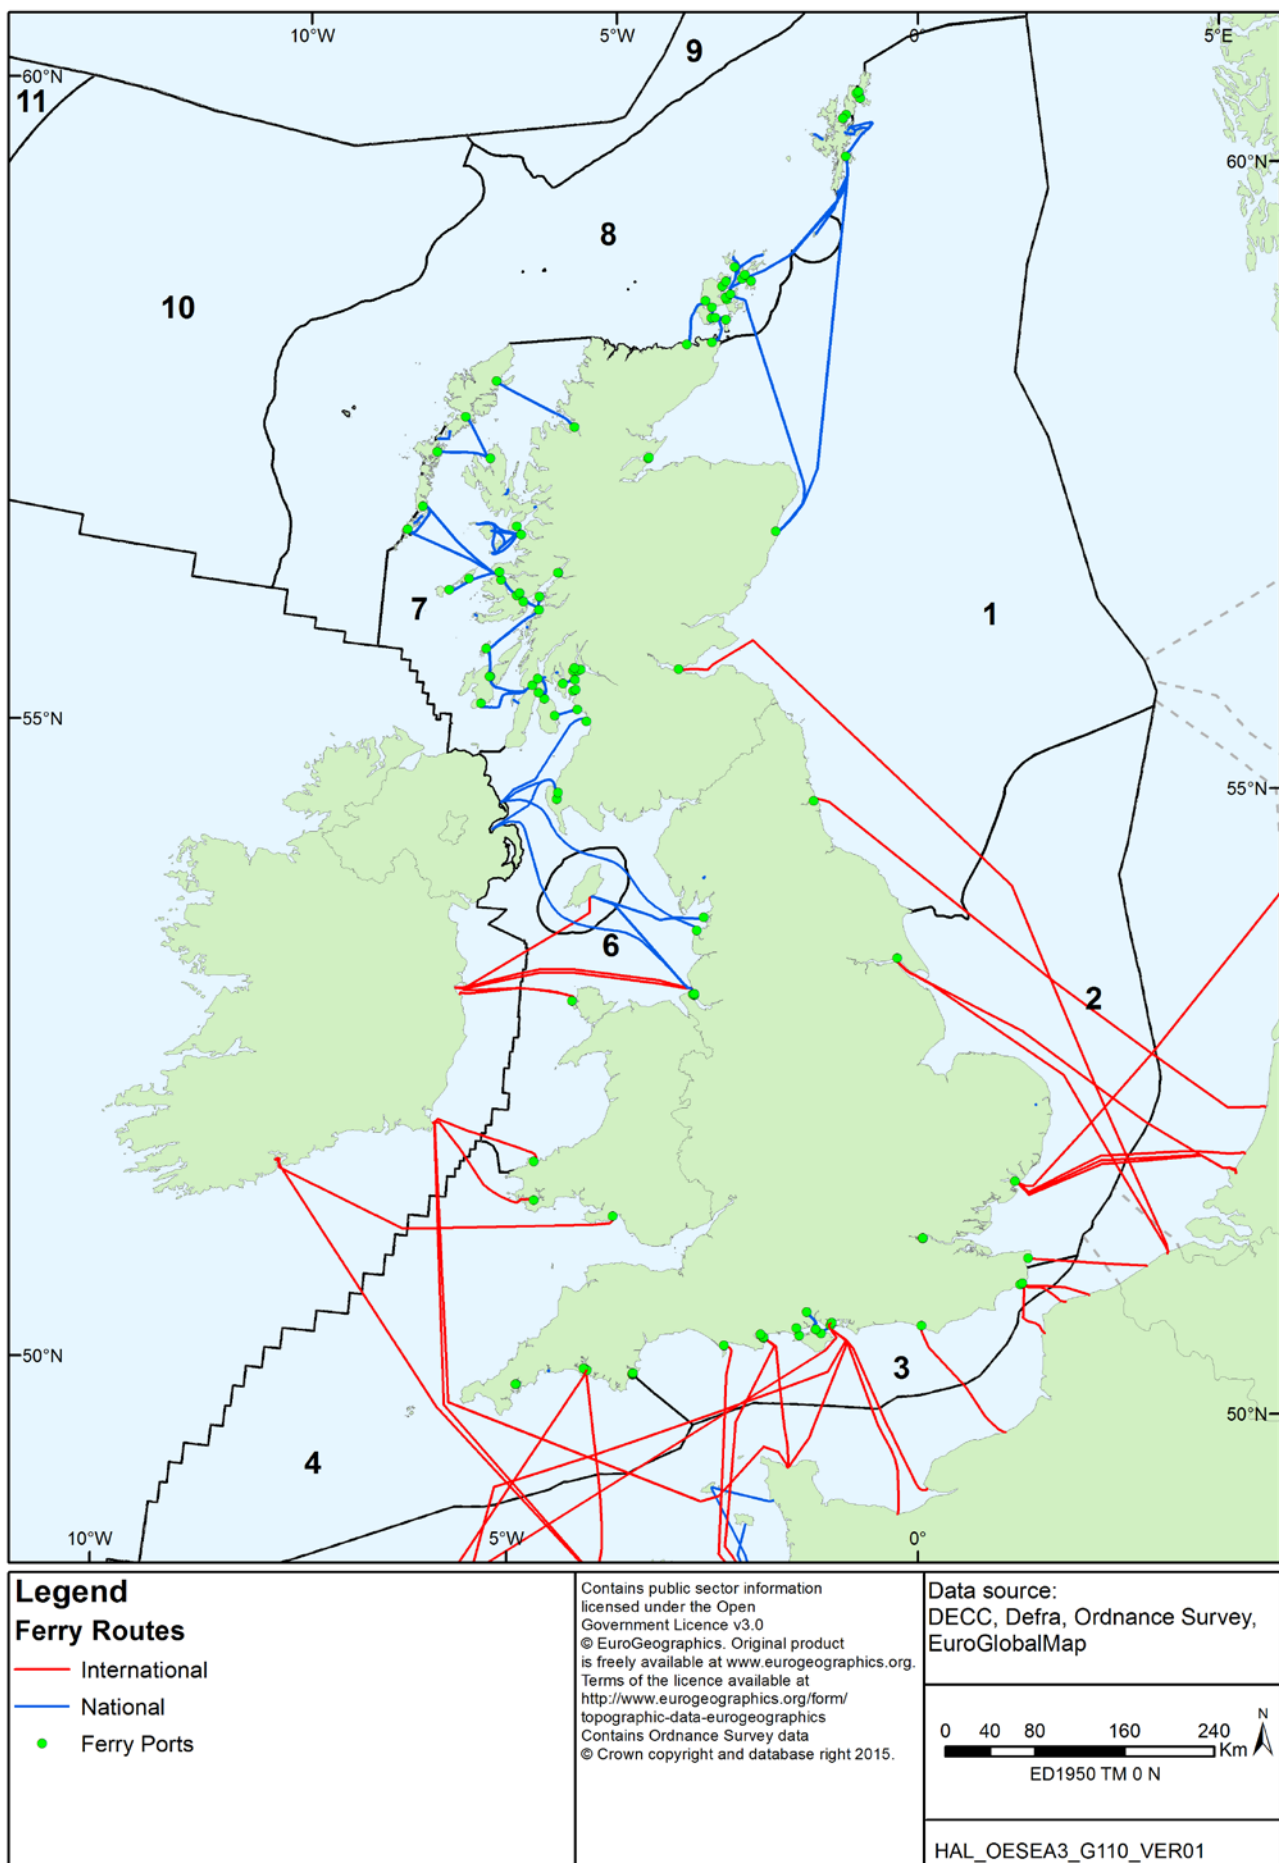 10°W
5°W
0°
5°E
9
60°N
11
60°N
8
10
1
7
55°N
55°N
6
2
3
50°N
50°N
4
10°W
5°W
0°
Legend
Ferry Routes
International
National
Ferry Ports
Contains public sector information
licensed under the Open
Government Licence v3.0
© EuroGeographics. Original product
is freely available at www.eurogeographics.org.
Terms of the licence available at
http://www.eurogeographics.org/form/
topographic-data-eurogeographics
Contains Ordnance Survey data
© Crown copyright and database right 2015.
Data source:
DECC, Defra, Ordnance Survey,
EuroGlobalMap
N
0 40 80 160 240
Km
ED1950 TM 0 N
HAL_OESEA3_G110_VER01